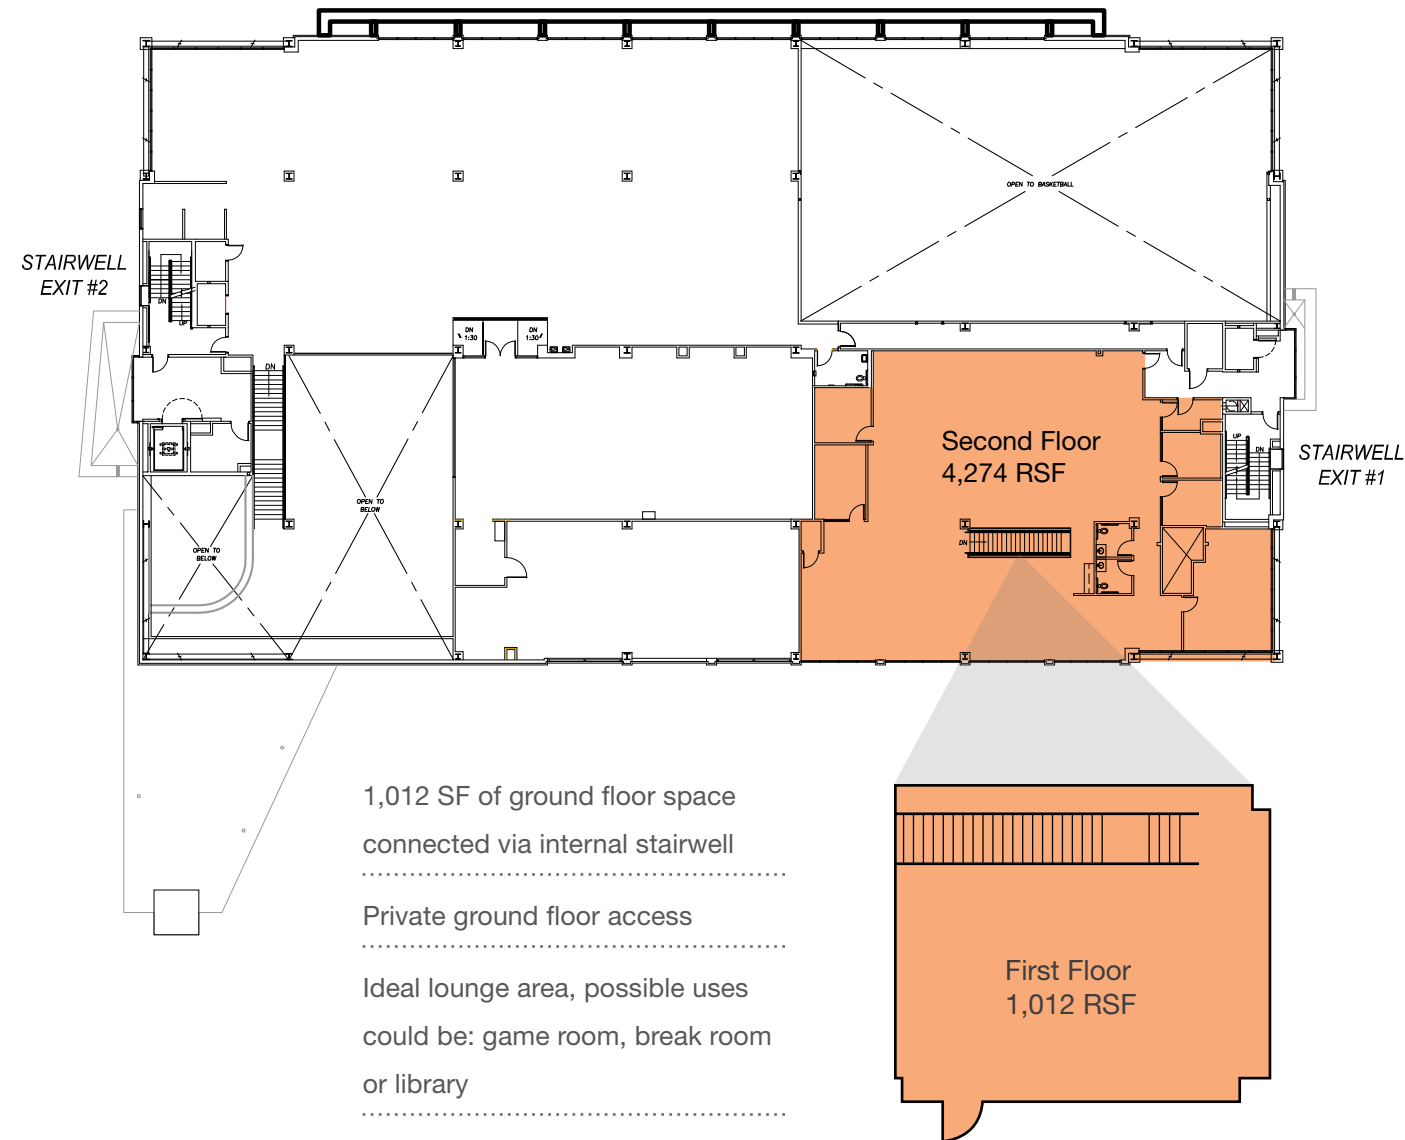 OPEN TO BASKETBALL
STAIRWELL
EXIT #2
DN
UP
DN
1:30
DN
1:30
DN
Second Floor
4,274 RSF
UP
DN
STAIRWELL
EXIT #1
OPEN TO
BELOW
OPEN TO
BELOW
DN
1,012 SF of ground floor space
connected via internal stairwell
Private ground floor access
Ideal lounge area, possible uses
could be: game room, break room
or library
First Floor
1,012 RSF